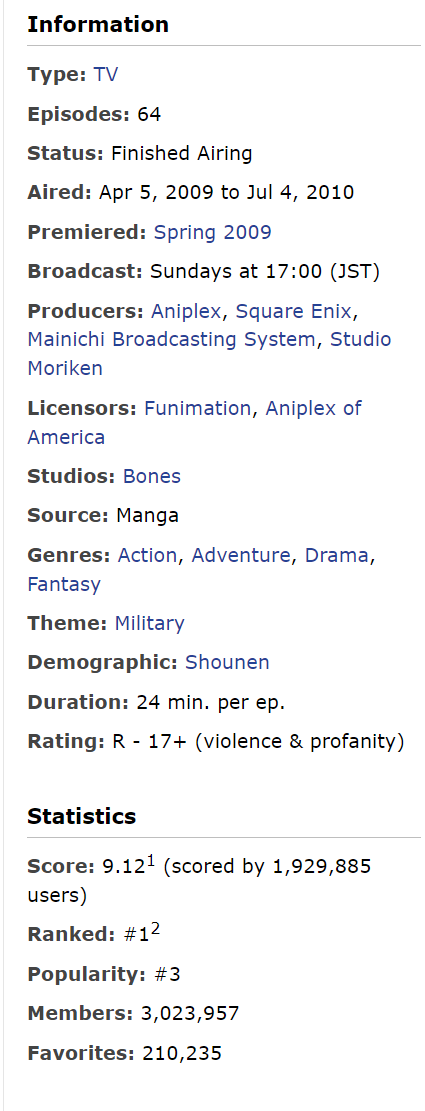 Information
Type: TV
Episodes: 64
Status: Finished Airing
Aired: Apr 5, 2009 to Jul 4, 2010
Premiered: Spring 2009
Broadcast: Sundays at 17:00 (JST)
Producers: Aniplex, Square Enix,
Mainichi Broadcasting System, Studio
Moriken
Licensors: Funimation, Aniplex of
America
Studios: Bones
Source: Manga
Genres: Action, Adventure, Drama,
Fantasy
Theme: Military
Demographic: Shounen
Duration: 24 min. per ep.
Rating: R - 17+ (violence & profanity)
Statistics
Score: 9.12¹ (scored by 1,929,885
users)
Ranked: #1²
Popularity: #3
Members: 3,023,957
Favorites: 210,235